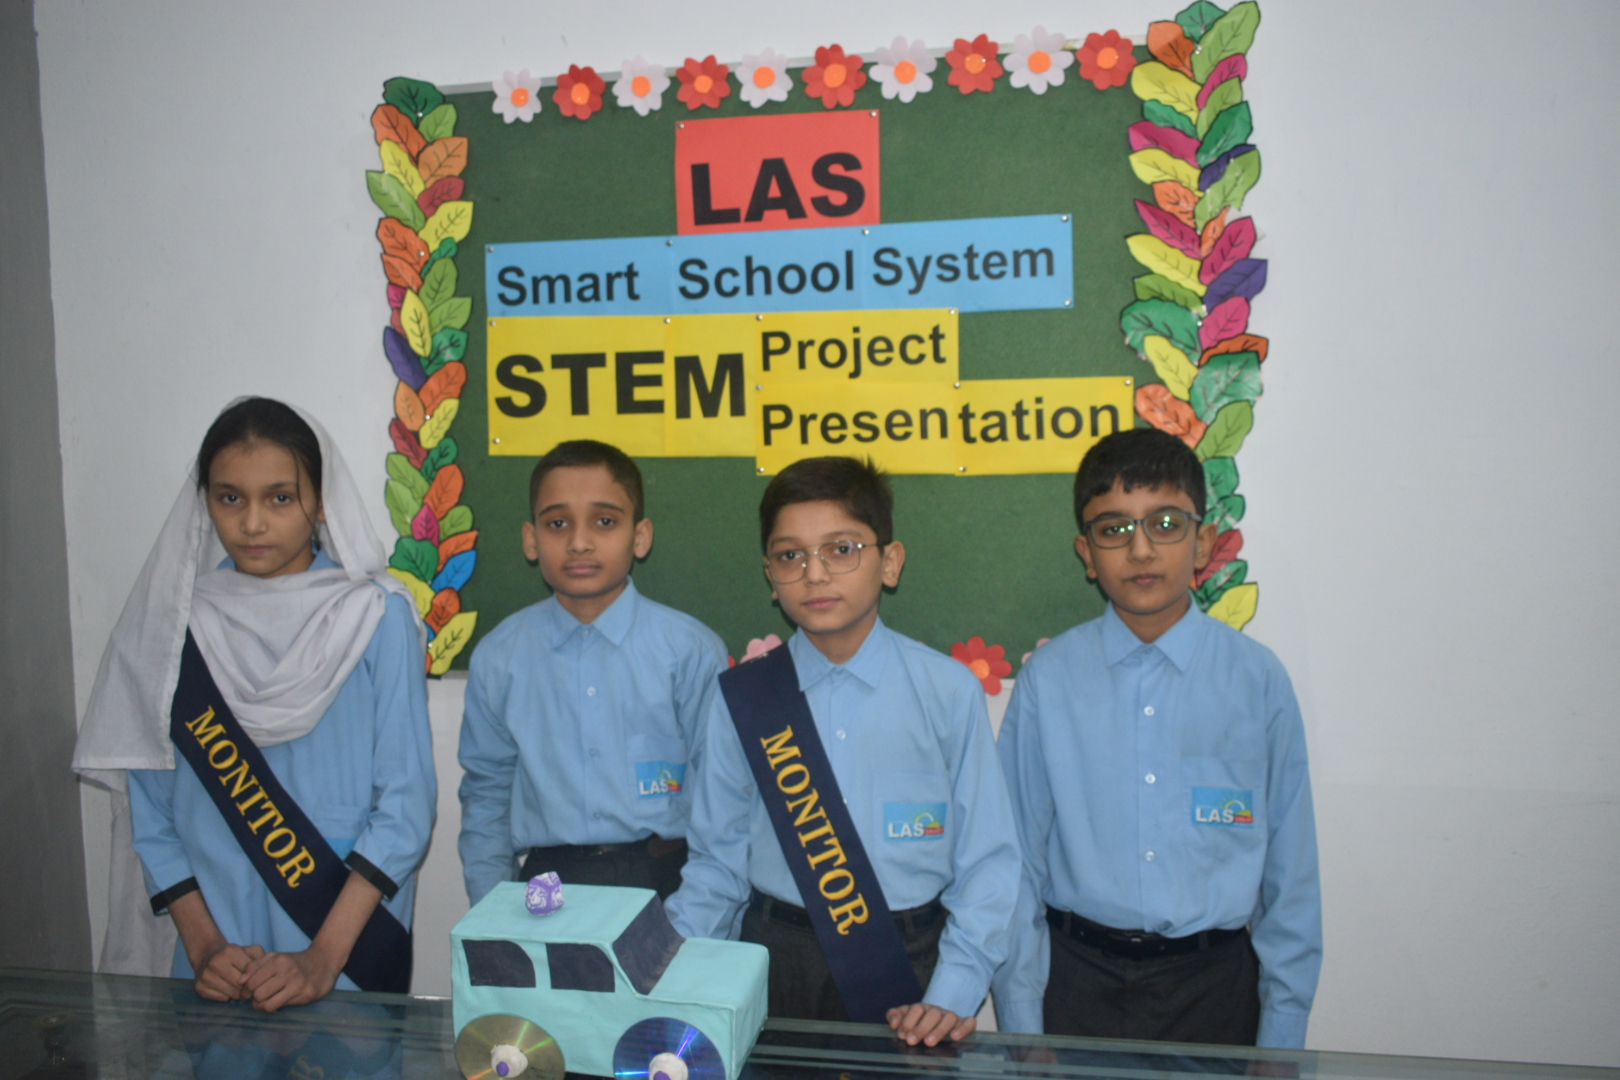 LAS
Smart School System
STEM Project
Presentation
MONITOR
LAS
MONITOR
LAS
LAS